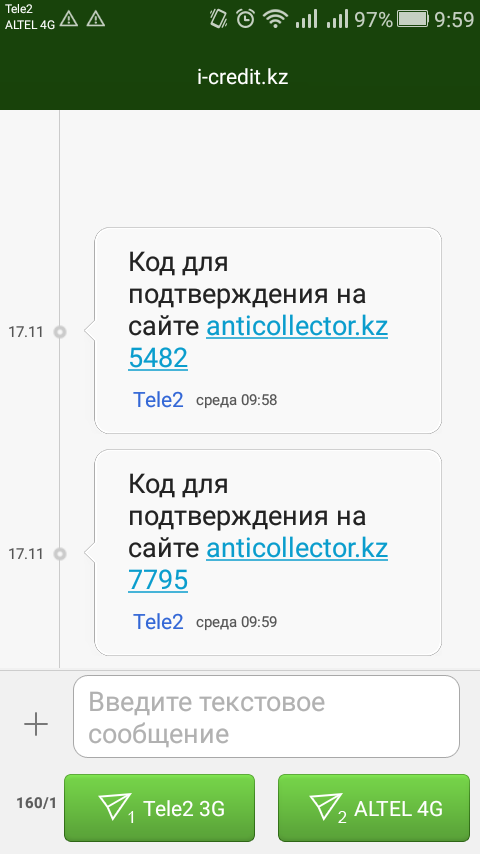 Tele2
ALTEL 4G
97%
9:59
i-credit.kz
Код для
подтверждения на
сайте anticollector.kz
5482
17.11
Tele2 среда 09:58
Код для
подтверждения на
сайте anticollector.kz
7795
17.11
Tele2 среда 09:59
Введите текстовое
сообщение
160/1
1 Tele2 3G
2 ALTEL 4G